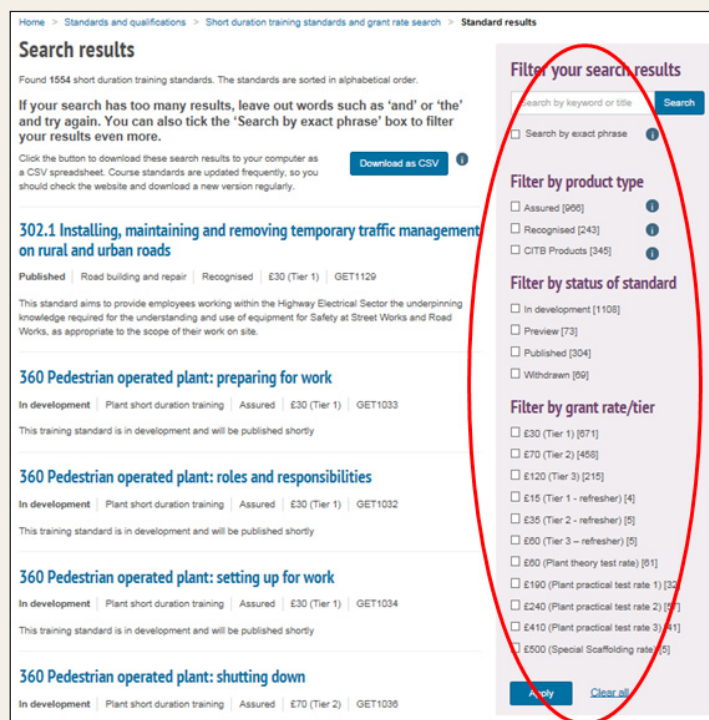 Home > Standards and qualifications > Short duration training standards and grant rate search > Standard results
Search results
Found 1554 short duration training standards. The standards are sorted in alphabetical order.
If your search has too many results, leave out words such as ‘and’ or ‘the’
and try again. You can also tick the ‘Search by exact phrase’ box to filter
your results even more.
Click the button to download these search results to your computer as
a CSV spreadsheet. Course standards are updated frequently, so you
should check the website and download a new version regularly.
Download as CSV
302.1 Installing, maintaining and removing temporary traffic management
on rural and urban roads
Published | Road building and repair | Recognised | £30 (Tier 1) | GET1129
This standard aims to provide employees working within the Highway Electrical Sector the underpinning
knowledge required for the understanding and use of equipment for Safety at Street Works and Road
Works, as appropriate to the scope of their work on site.
360 Pedestrian operated plant: preparing for work
In development | Plant short duration training | Assured | £30 (Tier 1) | GET1033
This training standard is in development and will be published shortly
360 Pedestrian operated plant: roles and responsibilities
In development | Plant short duration training | Assured | £30 (Tier 1) | GET1032
This training standard is in development and will be published shortly
360 Pedestrian operated plant: setting up for work
In development | Plant short duration training | Assured | £30 (Tier 1) | GET1034
This training standard is in development and will be published shortly
360 Pedestrian operated plant: shutting down
In development | Plant short duration training | Assured | £70 (Tier 2) | GET1036
Filter your search results
Search by keyword or title
Search
Search by exact phrase
Filter by product type
Assured [966]
Recognised [243]
CITB Products [345]
Filter by status of standard
In development [1108]
Preview [73]
Published [304]
Withdrawn [69]
Filter by grant rate/tier
£30 (Tier 1) [671]
£70 (Tier 2) [458]
£120 (Tier 3) [215]
£15 (Tier 1 - refresher) [4]
£35 (Tier 2 - refresher) [5]
£60 (Tier 3 – refresher) [5]
£60 (Plant theory test rate) [61]
£190 (Plant practical test rate 1) [32]
£240 (Plant practical test rate 2) [57]
£410 (Plant practical test rate 3) [41]
£500 (Special Scaffolding rate) [5]
Apply
Clear all